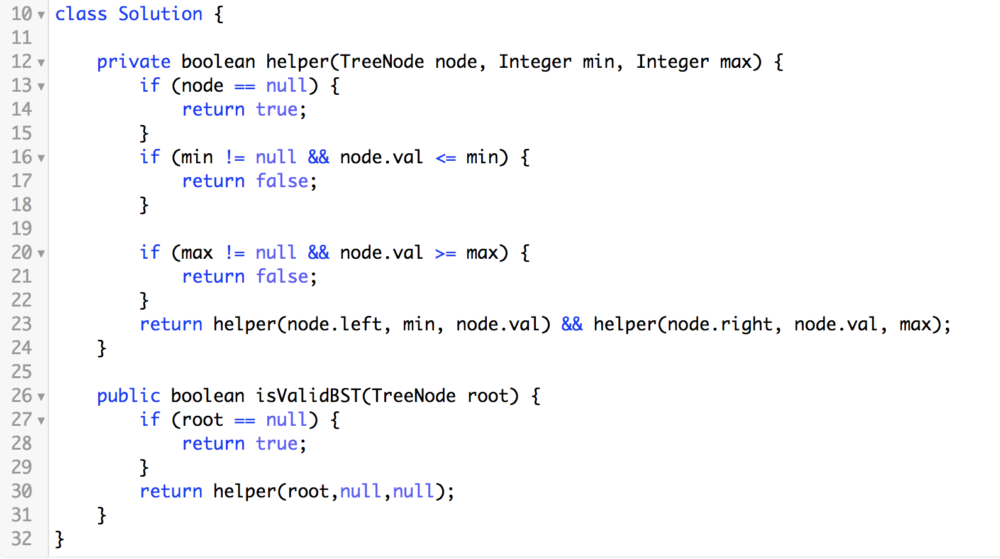 10 class Solution {
11
12     private boolean helper(TreeNode node, Integer min, Integer max) {
13         if (node == null) {
14             return true;
15         }
16         if (min != null && node.val <= min) {
17             return false;
18         }
19
20         if (max != null && node.val >= max) {
21             return false;
22         }
23         return helper(node.left, min, node.val) && helper(node.right, node.val, max);
24     }
25
26     public boolean isValidBST(TreeNode root) {
27         if (root == null) {
28             return true;
29         }
30         return helper(root,null,null);
31     }
32 }